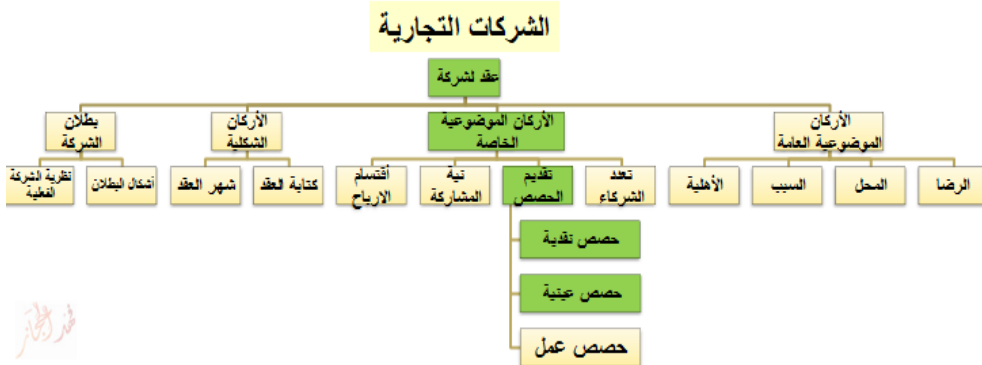 الشركات التجارية
عقد لشركة
الأركان
الموضوعية العامة
الأركان الموضوعية
الخاصة
الأركان
الشكلية
بطلان
الشركة
الرضا
المحل
السبب
الأهلية
تعدد
الشركاء
تقديم
الحصص
نية
المشاركة
أقتسام
الارباح
كتابة العقد
شهر العقد
أشكال البطلان
نظرية الشركة
الفعلية
حصص نقدية
حصص عينية
حصص عمل